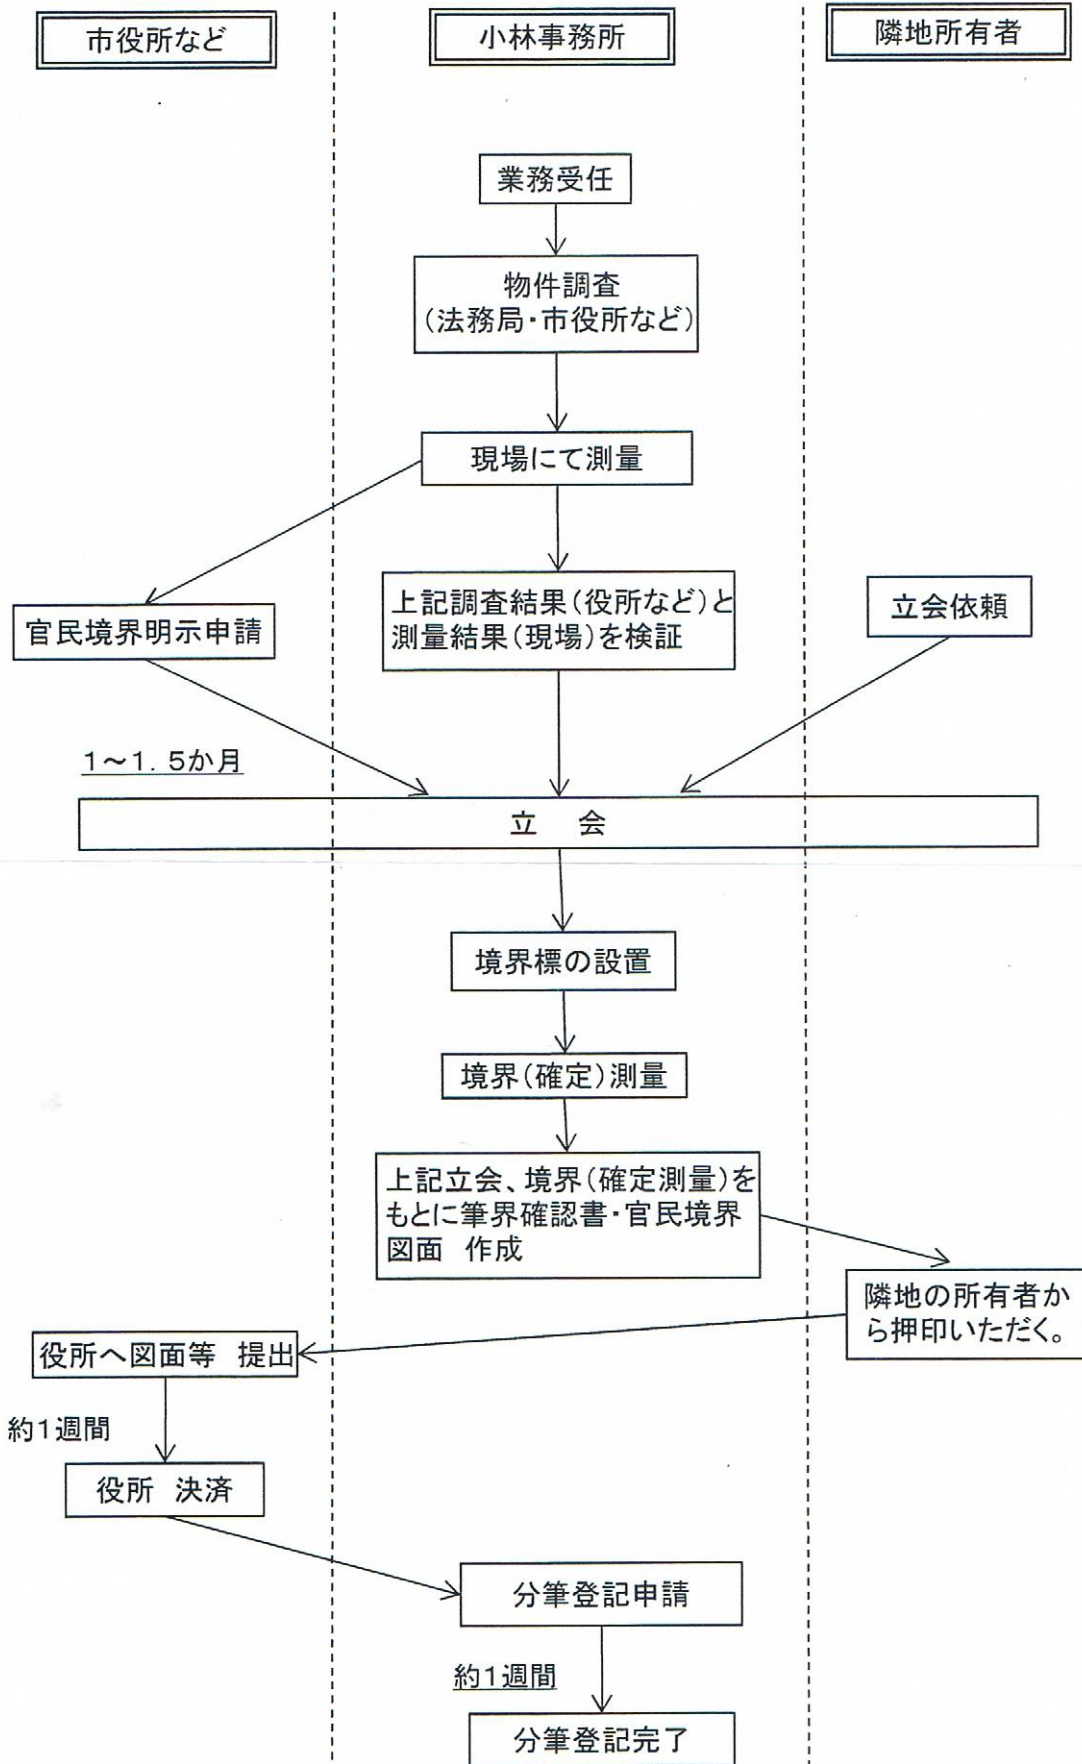 市役所など
小林事務所
隣地所有者
業務受任
物件調査
(法務局・市役所など)
現場にて測量
官民境界明示申請
上記調査結果(役所など)と
測量結果(現場)を検証
立会依頼
1～1.5か月
立 会
境界標の設置
境界(確定)測量
上記立会、境界(確定測量)を
もとに筆界確認書・官民境界
図面 作成
隣地の所有者か
ら押印いただく。
役所へ図面等 提出
約1週間
役所 決済
分筆登記申請
約1週間
分筆登記完了